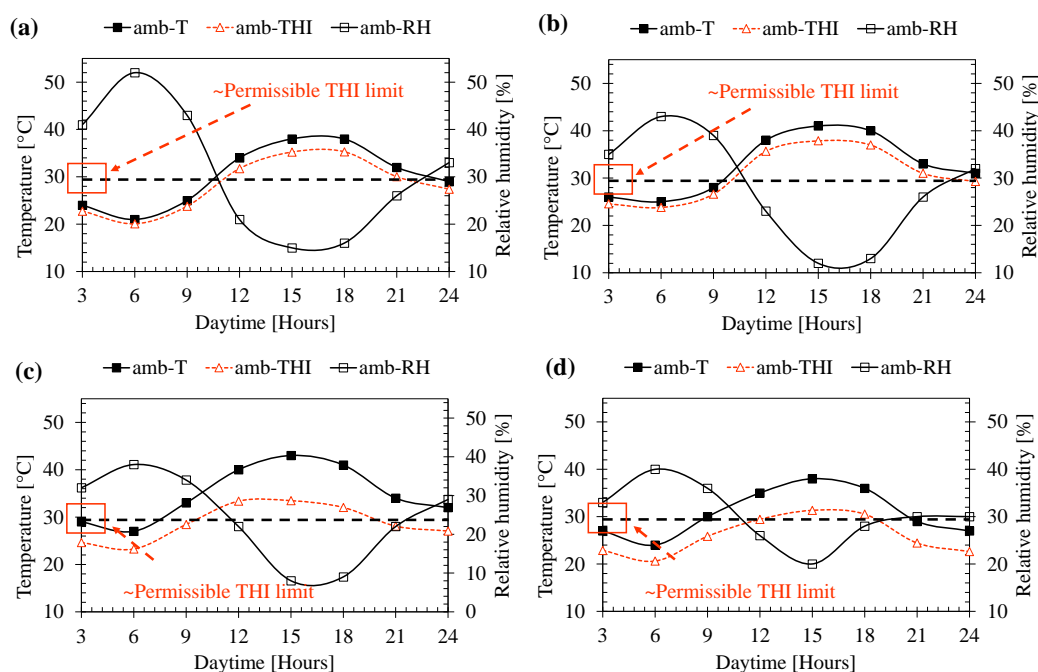 (a)
amb-T amb-THI amb-RH
50
40
30
20
10
Temperature [°C]
~Permissible THI limit
50
40
30
20
10
Relative humidity [%]
3 6 9 12 15 18 21 24
Daytime [Hours]
(b)
amb-T amb-THI amb-RH
50
40
30
20
10
Temperature [°C]
~Permissible THI limit
50
40
30
20
10
Relative humidity [%]
3 6 9 12 15 18 21 24
Daytime [Hours]
(c)
amb-T amb-THI amb-RH
50
40
30
20
10
Temperature [°C]
~Permissible THI limit
50
40
30
20
10
0
Relative humidity [%]
3 6 9 12 15 18 21 24
Daytime [Hours]
(d)
amb-T amb-THI amb-RH
50
40
30
20
10
Temperature [°C]
~Permissible THI limit
50
40
30
20
10
Relative humidity [%]
3 6 9 12 15 18 21 24
Daytime [Hours]